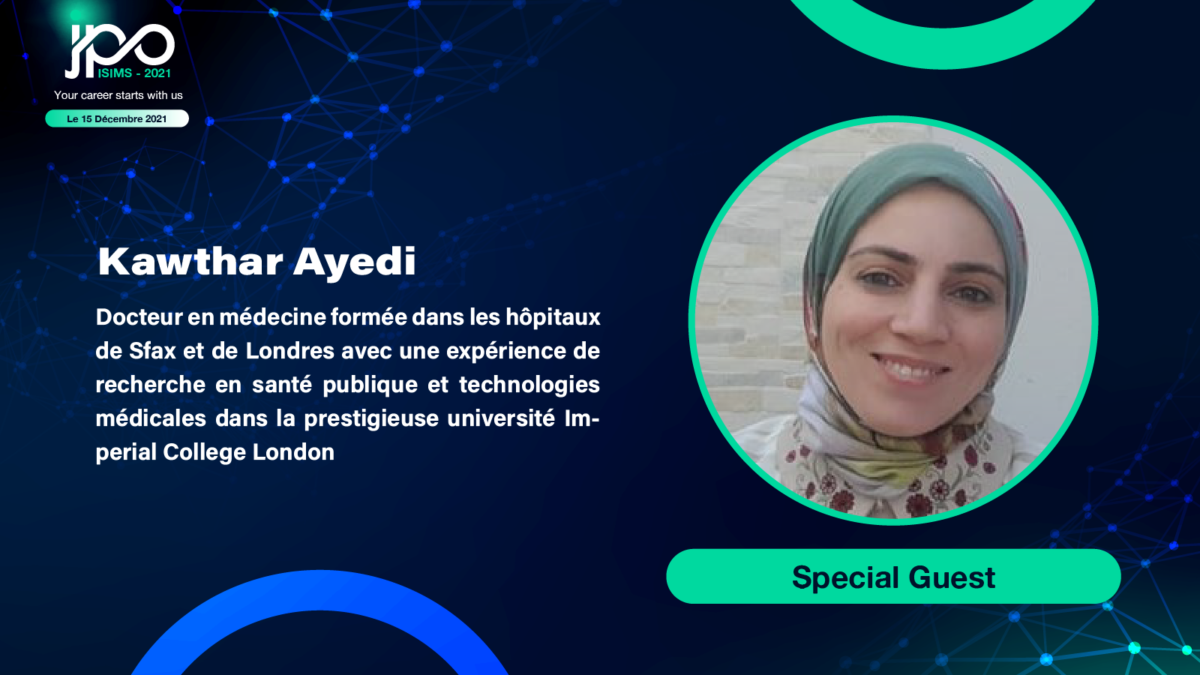 JPO
ISIMS - 2021
Your career starts with us
Le 15 Décembre 2021
Kawthar Ayedi
Docteur en médecine formée dans les hôpitaux
de Sfax et de Londres avec une expérience de
recherche en santé publique et technologies
médicales dans la prestigieuse université Im-
perial College London
Special Guest